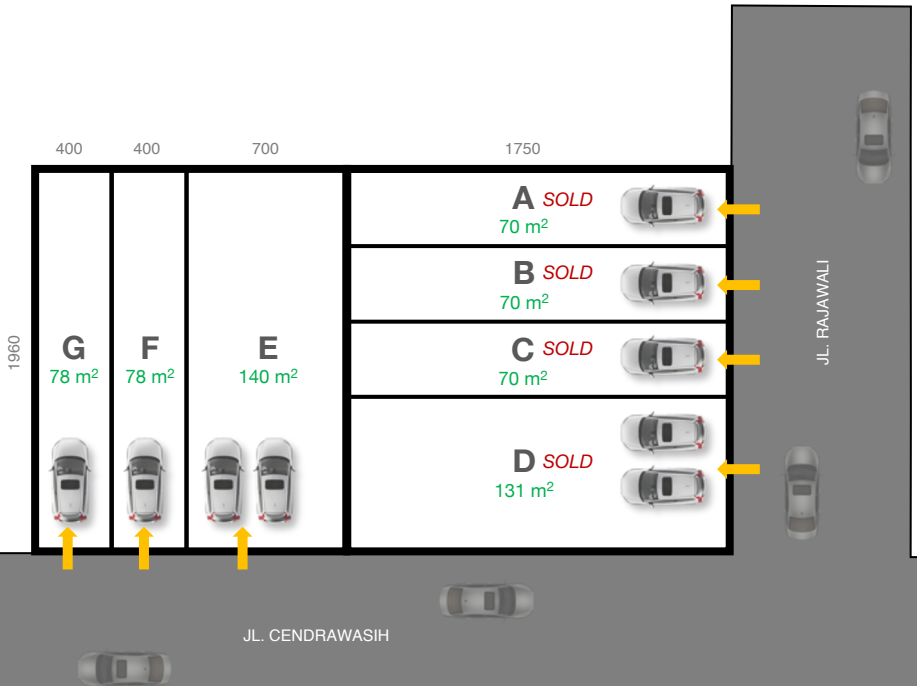 400
400
700
1750
A SOLD
70 m²
B SOLD
70 m²
C SOLD
70 m²
D SOLD
131 m²
1960
G
78 m²
F
78 m²
E
140 m²
JL. RAJAWALI
JL. CENDRAWASIH